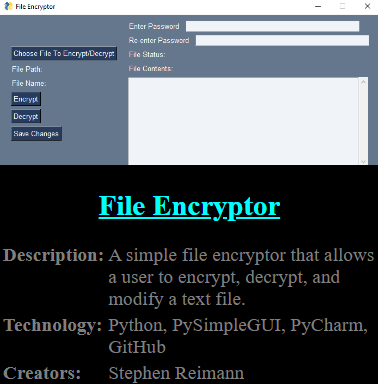 File Encryptor
Choose File To Encrypt/Decrypt
File Path:
File Name:
Encrypt
Decrypt
Save Changes
Enter Password
Re-enter Password
File Status:
File Contents:
File Encryptor
Description: A simple file encryptor that allows
a user to encrypt, decrypt, and
modify a text file.
Technology: Python, PySimpleGUI, PyCharm,
GitHub
Creators: Stephen Reimann